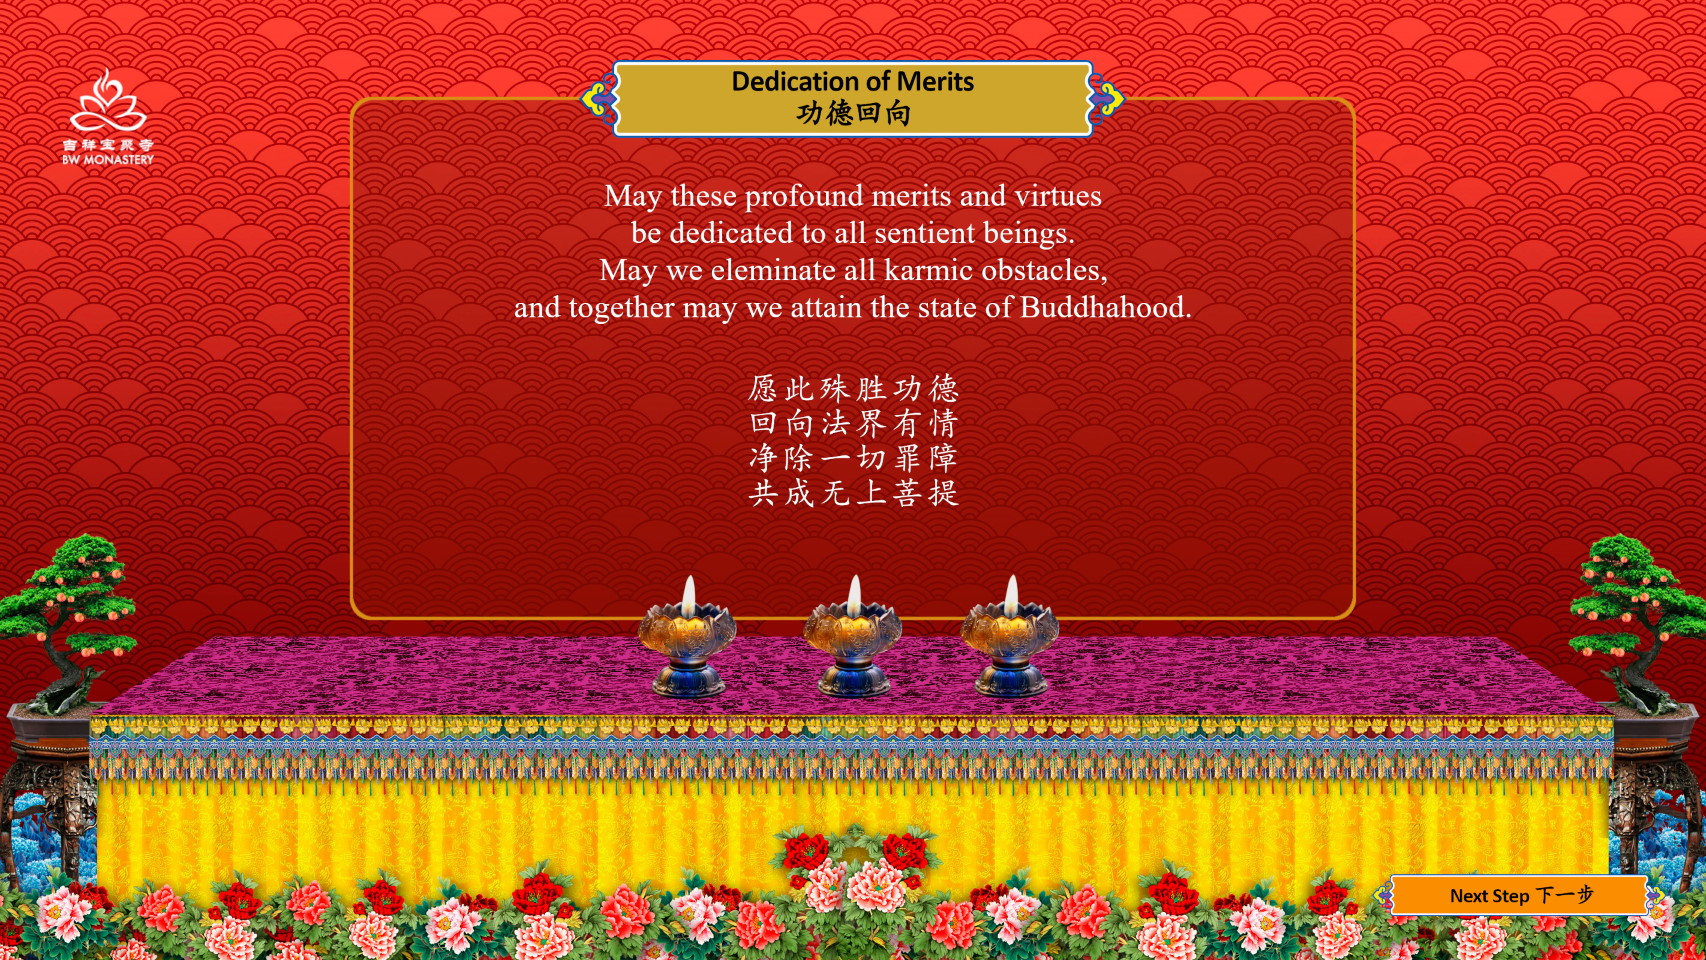 吉祥宝聚寺
BW MONASTERY
Dedication of Merits
功德回向
May these profound merits and virtues
be dedicated to all sentient beings.
May we eleminate all karmic obstacles,
and together may we attain the state of Buddhahood.
愿此殊胜功德
回向法界有情
净除一切罪障
共成无上菩提
Next Step 下一步